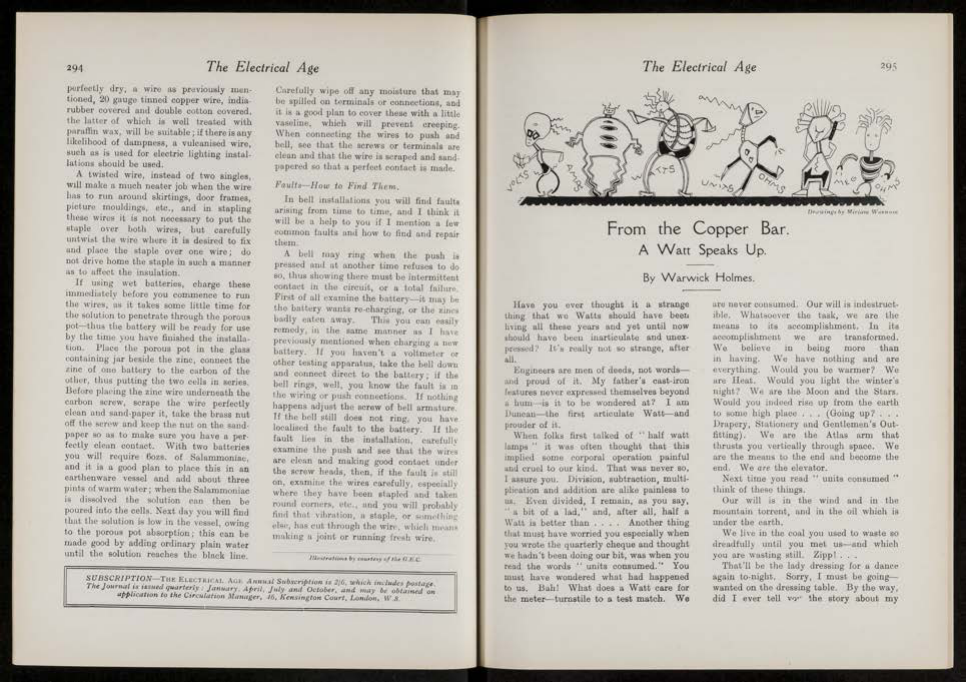 294
The Electrical Age
perfectly dry, a wire as previously men-
tioned, 20 gauge tinned copper wire, india-
rubber covered and double cotton covered,
the latter of which is well treated with
paraffin wax, will be suitable; if there is any
likelihood of dampness, a vulcanised wire,
such as is used for electric lighting instal-
lations should be used.
A twisted wire, instead of two singles,
will make a much neater job when the wire
has to run around skirtings, door frames,
picture mouldings, etc., and in stapling
these wires it is not necessary to put the
staple over both wires, but carefully
untwist the wire where it is desired to fix
and place the staple over one wire; do
not drive home the staple in such a manner
as to affect the insulation.
If using wet batteries, charge these
immediately before you commence to run
the wires, as it takes some little time for
the solution to penetrate through the porous
pot—thus the battery will be ready for use
by the time you have finished the installa-
tion. Place the porous pot in the glass
containing jar beside the zinc, connect the
zinc of one battery to the carbon of the
other, thus putting the two cells in series.
Before placing the zinc wire underneath the
carbon screw, scrape the wire perfectly
clean and sand-paper it, take the brass nut
off the screw and keep the nut on the sand-
paper so as to make sure you have a per-
fectly clean contact. With two batteries
you will require 6ozs. of Salammoniac,
and it is a good plan to place this in an
earthenware vessel and add about three
pints of warm water; when the Salammoniac
is dissolved the solution can then be
poured into the cells. Next day you will find
that the solution is low in the vessel, owing
to the porous pot absorption; this can be
made good by adding ordinary plain water
until the solution reaches the black line.
Carefully wipe off any moisture that may
be spilled on terminals or connections, and
it is a good plan to cover these with a little
vaseline, which will prevent creeping.
When connecting the wires to push and
bell, see that the screws or terminals are
clean and that the wire is scraped and sand-
papered so that a perfect contact is made.
Faults—How to Find Them.
In bell installations you will find faults
arising from time to time, and I think it
will be a help to you if I mention a few
common faults and how to find and repair
them.
A bell may ring when the push is
pressed and at another time refuses to do
so, thus showing there must be intermittent
contact in the circuit, or a total failure.
First of all examine the battery—it may be
the battery wants re-charging, or the zincs
badly eaten away. This you can easily
remedy, in the same manner as I have
previously mentioned when charging a new
battery. If you haven't a voltmeter or
other testing apparatus, take the bell down
and connect direct to the battery; if the
bell rings, well, you know the fault is in
the wiring or push connections. If nothing
happens adjust the screw of bell armature.
If the bell still does not ring, you have
localised the fault to the battery. If the
fault lies in the installation, carefully
examine the push and see that the wires
are clean and making good contact under
the screw heads, then, if the fault is still
on, examine the wires carefully, especially
where they have been stapled and taken
round corners, etc., and you will probably
find that vibration, a staple, or something
else, has cut through the wire, which means
making a joint or running fresh wire.
Illustrations by courtesy of the G.E.C.
SUBSCRIPTION—THE ELECTRICAL AGE Annual Subscription is 2/6, which includes postage.
The Journal is issued quarterly: January, April, July and October, and may be obtained on
application to the Circulation Manager, 46, Kensington Court, London, W.8.
The Electrical Age
295
VOLTS
AMPS
UNITS
OHMS
Drawings by Miriam
From the Copper Bar.
A Watt Speaks Up.
By Warwick Holmes.
Have you ever thought it a strange
thing that we Watts should have been
living all these years and yet until now
should have been inarticulate and unex-
pressed? It's really not so strange, after
all.
Engineers are men of deeds, not words—
and proud of it. My father's cast-iron
features never expressed themselves beyond
a hum—is it to be wondered at? I am
Duncan—the first articulate Watt—and
prouder of it.
When folks first talked of "half watt
lamps" it was often thought that this
implied some corporal operation painful
and cruel to our kind. That was never so,
I assure you. Division, subtraction, multi-
plication and addition are alike painless to
us. Even divided, I remain, as you say,
"a bit of a lad," and, after all, half a
Watt is better than . . . . Another thing
that must have worried you especially when
you wrote the quarterly cheque and thought
we hadn't been doing our bit, was when you
read the words "units consumed." You
must have wondered what had happened
to us. Bah! What does a Watt care for
the meter—turnstile to a test match. We
are never consumed. Our will is indestruct-
ible. Whatsoever the task, we are the
means to its accomplishment. In its
accomplishment we are transformed.
We believe in being more than
in having. We have nothing and are
everything. Would you be warmer? We
are Heat. Would you light the winter's
night? We are the Moon and the Stars.
Would you indeed rise up from the earth
to some high place . . . (Going up? . . .
Drapery, Stationery and Gentlemen's Out-
fitting). We are the Atlas arm that
thrusts you vertically through space. We
are the means to the end and become the
end. We are the elevator.
Next time you read "units consumed"
think of these things.
Our will is in the wind and in the
mountain torrent, and in the oil which is
under the earth.
We live in the coal you used to waste so
dreadfully until you met us—and which
you are wasting still. Zipp! . . .
That'll be the lady dressing for a dance
again to-night. Sorry, I must be going—
wanted on the dressing table. By the way,
did I ever tell you the story about my